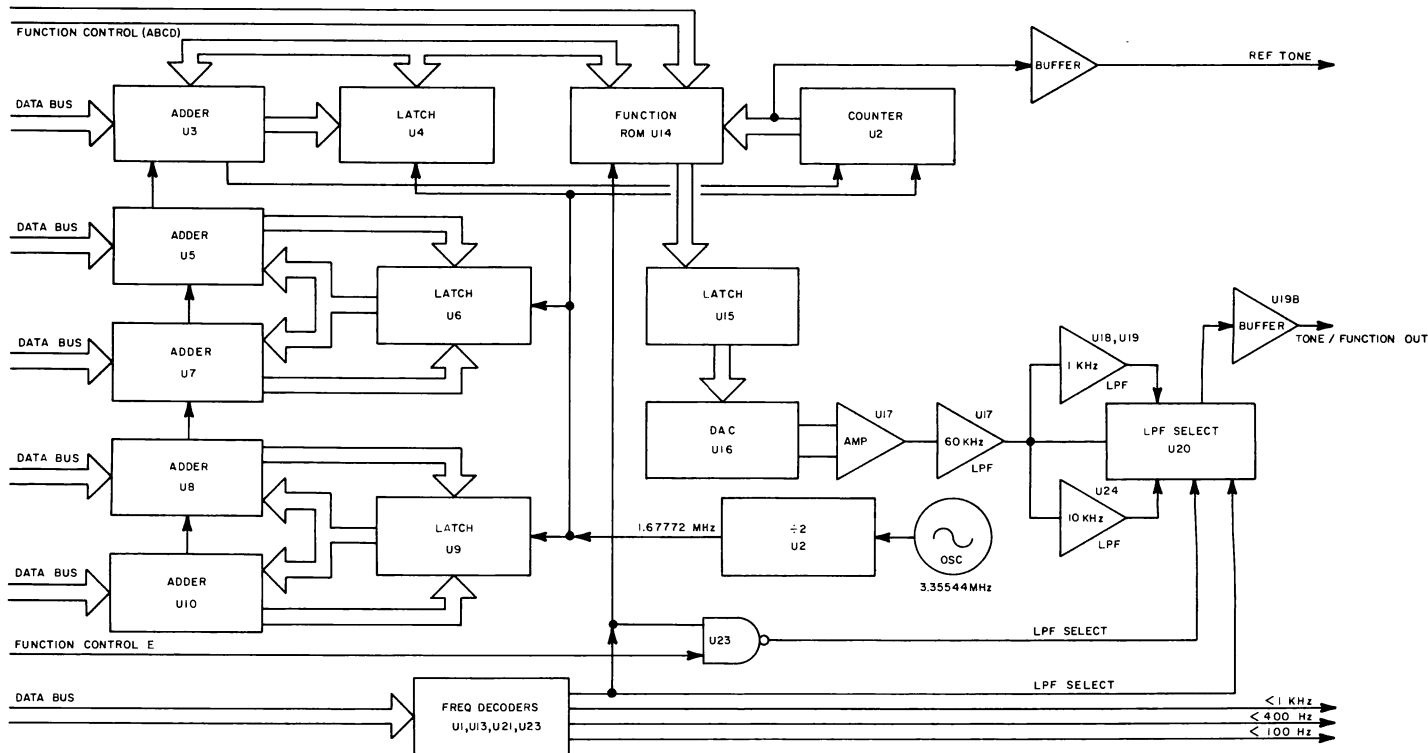 FUNCTION CONTROL (ABCD)
BUFFER
REF TONE
DATA BUS
ADDER
U3
LATCH
U4
FUNCTION
ROM U14
COUNTER
U2
DATA BUS
ADDER
U5
LATCH
U6
LATCH
U15
U19B
BUFFER
TONE / FUNCTION OUT
DATA BUS
ADDER
U7
U18, U19
1 KHz
LPF
DAC
U16
U17
AMP
U17
60 KHz
LPF
LPF SELECT
U20
DATA BUS
ADDER
U8
U24
10 KHz
LPF
LATCH
U9
1.67772 MHz
÷2
U2
OSC
3.35544MHz
DATA BUS
ADDER
U10
FUNCTION CONTROL E
U23
LPF SELECT
DATA BUS
FREQ DECODERS
U1,U13,U21,U23
LPF SELECT
<1 KHz
<400 Hz
<100 Hz